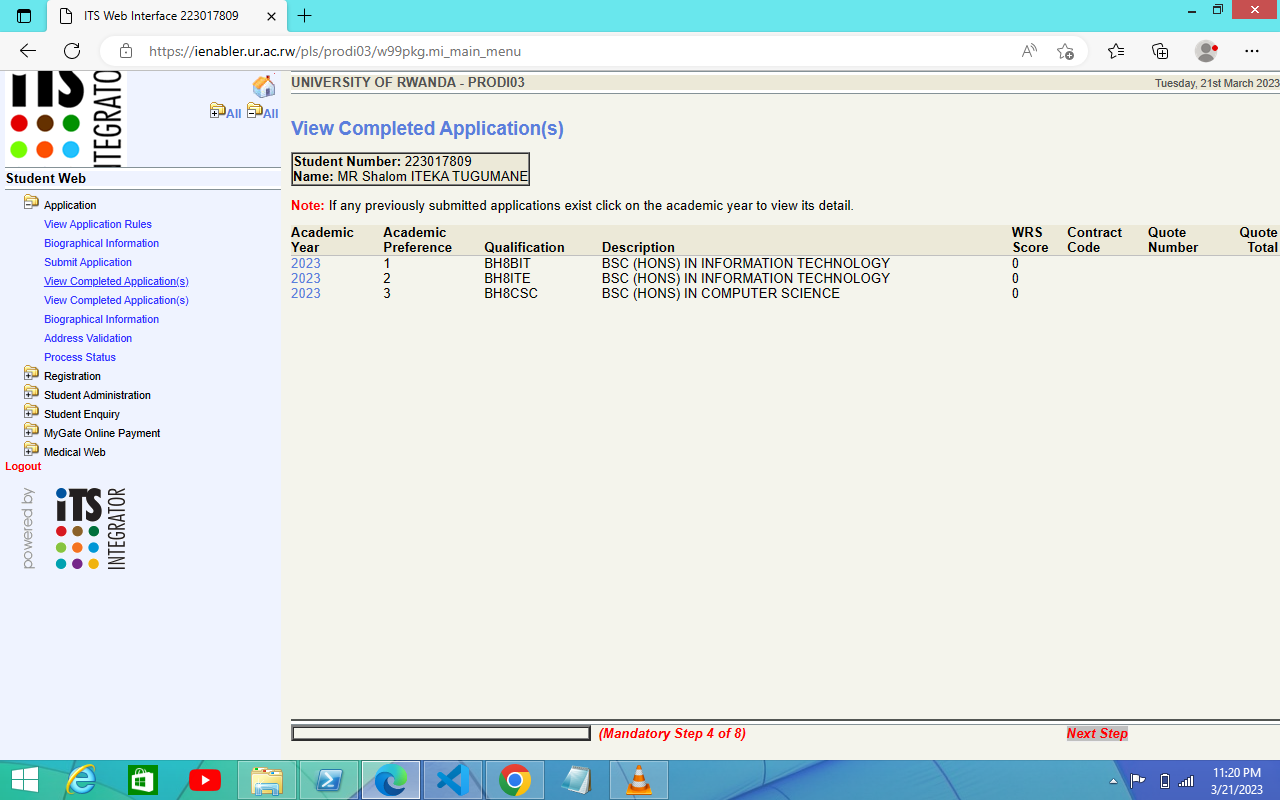 ITS Web Interface 223017809
https://ienabler.ur.ac.rw/pls/prodi03/w99pkg.mi_main_menu
iTS INTEGRATOR
All All
Student Web
Application
View Application Rules
Biographical Information
Submit Application
View Completed Application(s)
View Completed Application(s)
Biographical Information
Address Validation
Process Status
Registration
Student Administration
Student Enquiry
MyGate Online Payment
Medical Web
Logout
powered by iTS INTEGRATOR
UNIVERSITY OF RWANDA - PRODI03 Tuesday, 21st March 2023
View Completed Application(s)
Student Number: 223017809
Name: MR Shalom ITEKA TUGUMANE
Note: If any previously submitted applications exist click on the academic year to view its detail.
Academic Year Academic Preference Qualification Description WRS Score Contract Code Quote Number Quote Total
2023 1 BH8BIT BSC (HONS) IN INFORMATION TECHNOLOGY 0
2023 2 BH8ITE BSC (HONS) IN INFORMATION TECHNOLOGY 0
2023 3 BH8CSC BSC (HONS) IN COMPUTER SCIENCE 0
(Mandatory Step 4 of 8) Next Step
11:20 PM
3/21/2023